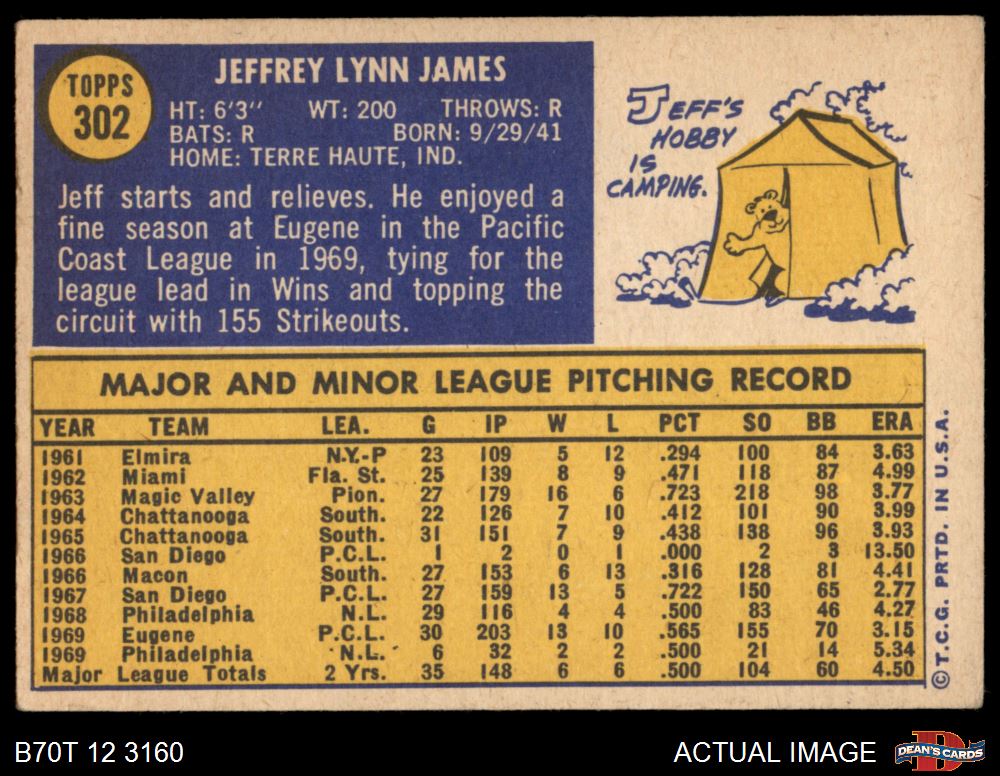 TOPPS
302
JEFFREY LYNN JAMES
HT: 6'3'' WT: 200 THROWS: R
BATS: R BORN: 9/29/41
HOME: TERRE HAUTE, IND.
Jeff starts and relieves. He enjoyed a
fine season at Eugene in the Pacific
Coast League in 1969, tying for the
league lead in Wins and topping the
circuit with 155 Strikeouts.
JEFF'S
HOBBY
IS
CAMPING.
MAJOR AND MINOR LEAGUE PITCHING RECORD
YEAR TEAM LEA. G IP W L PCT SO BB ERA
1961 Elmira N.Y.-P 23 109 5 12 .294 100 84 3.63
1962 Miami Fla. St. 25 139 8 9 .471 118 87 4.99
1963 Magic Valley Pion. 27 179 16 6 .723 218 98 3.77
1964 Chattanooga South. 22 126 7 10 .412 101 90 3.99
1965 Chattanooga South. 31 151 7 9 .438 138 96 3.93
1966 San Diego P.C.L. 1 2 0 1 .000 2 3 13.50
1966 Macon South. 27 153 6 13 .316 128 81 4.41
1967 San Diego P.C.L. 27 159 13 5 .722 150 65 2.77
1968 Philadelphia N.L. 29 116 4 4 .500 83 46 4.27
1969 Eugene P.C.L. 30 203 13 10 .565 155 70 3.15
1969 Philadelphia N.L. 6 32 2 2 .500 21 14 5.34
Major League Totals 2 Yrs. 35 148 6 6 .500 104 60 4.50
©T.C.G. PRTD. IN U.S.A.
B70T 12 3160
ACTUAL IMAGE
DEAN'S CARDS